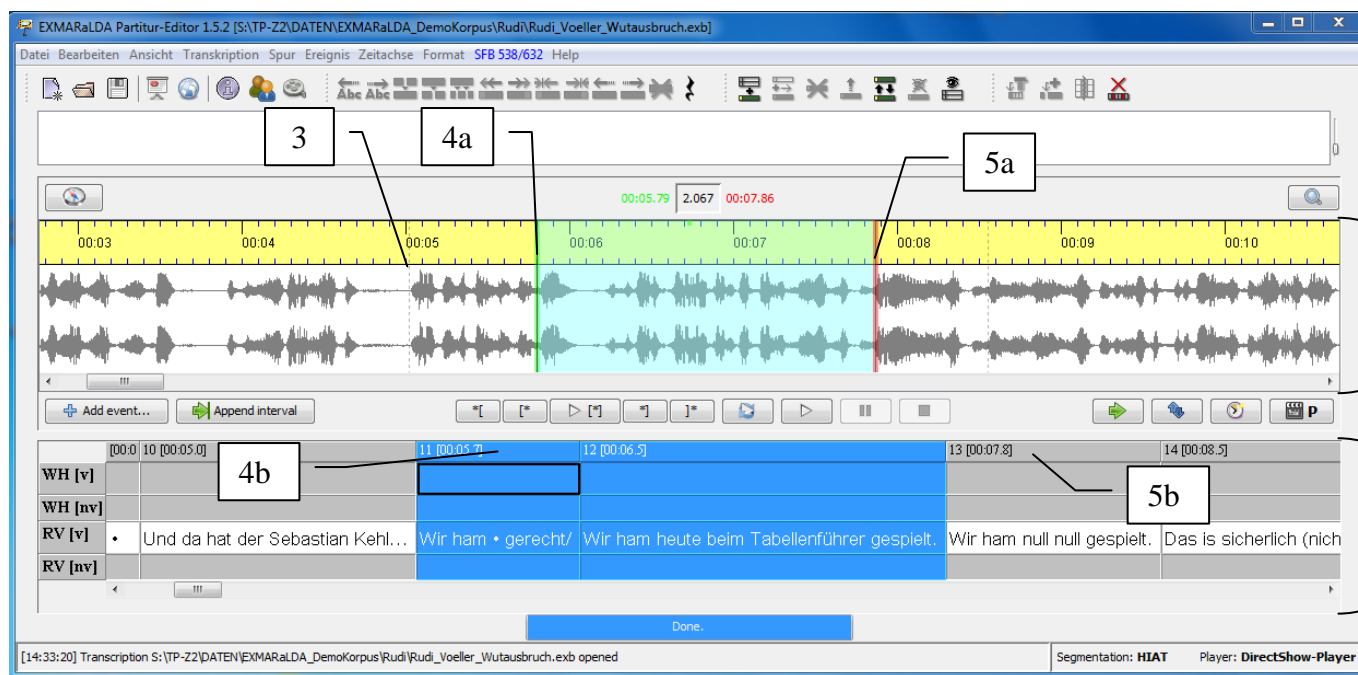 EXMARaLDA Partitur-Editor 1.5.2 [S:\TP-Z2\DATEN\EXMARaLDA_DemoKorpus\Rudi\Rudi_Voeller_Wutausbruch.exb]
Datei Bearbeiten Ansicht Transkription Spur Ereignis Zeitachse Format SFB 538/632 Help
Abc Abc
3 4a 5a
00:05.79 2.067 00:07.86
00:03 00:04 00:05 00:06 00:07 00:08 00:09 00:10
Add event... Append interval *[ [* [*] *] ]* P
[00:0 10 [00:05.0] 11 [00:05.7] 12 [00:06.5] 13 [00:07.8] 14 [00:08.5]
4b 5b
WH [v]
WH [nv]
RV [v] • Und da hat der Sebastian Kehl... Wir ham • gerecht/ Wir ham heute beim Tabellenführer gespielt. Wir ham null null gespielt. Das is sicherlich (nich
RV [nv]
Done.
[14:33:20] Transcription S:\TP-Z2\DATEN\EXMARaLDA_DemoKorpus\Rudi\Rudi_Voeller_Wutausbruch.exb opened Segmentation: HIAT Player: DirectShow-Player